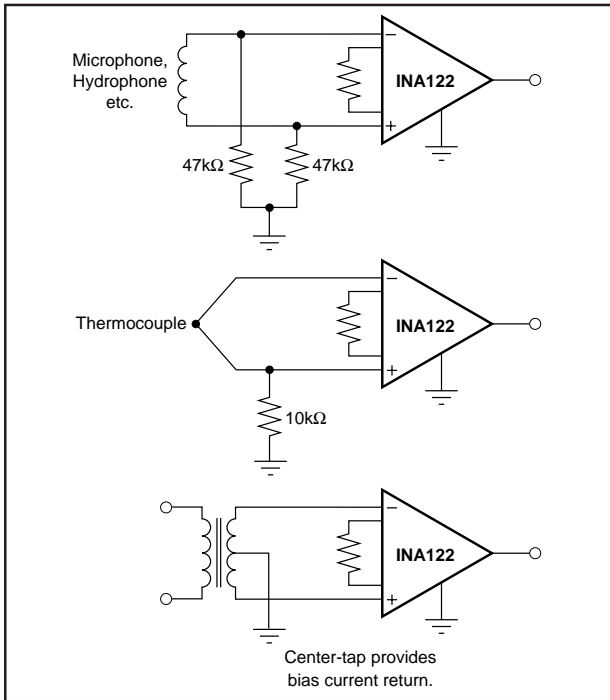 Microphone,
Hydrophone
etc.
−
INA122
+
47kΩ
47kΩ
Thermocouple
−
INA122
+
10kΩ
−
INA122
+
Center-tap provides
bias current return.